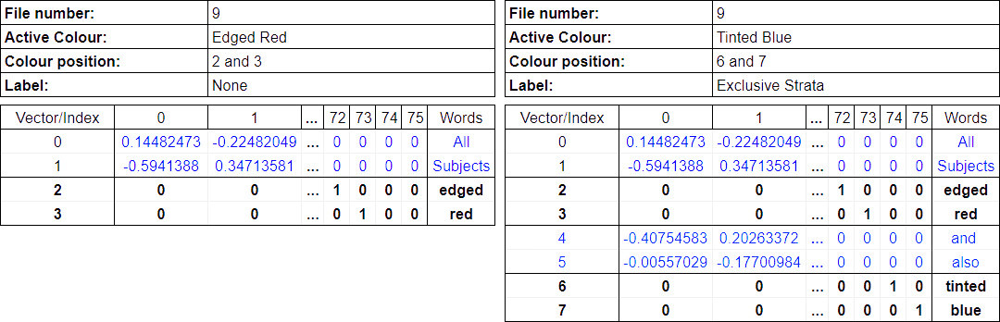 File number: 9
Active Colour: Edged Red
Colour position: 2 and 3
Label: None
Vector/Index 0 1 ... 72 73 74 75 Words
0 0.14482473 -0.22482049 ... 0 0 0 0 All
1 -0.5941388 0.34713581 ... 0 0 0 0 Subjects
2 0 0 ... 1 0 0 0 edged
3 0 0 ... 0 1 0 0 red
File number: 9
Active Colour: Tinted Blue
Colour position: 6 and 7
Label: Exclusive Strata
Vector/Index 0 1 ... 72 73 74 75 Words
0 0.14482473 -0.22482049 ... 0 0 0 0 All
1 -0.5941388 0.34713581 ... 0 0 0 0 Subjects
2 0 0 ... 1 0 0 0 edged
3 0 0 ... 0 1 0 0 red
4 -0.40754583 0.20263372 ... 0 0 0 0 and
5 -0.00557029 -0.17700984 ... 0 0 0 0 also
6 0 0 ... 0 0 1 0 tinted
7 0 0 ... 0 0 0 1 blue